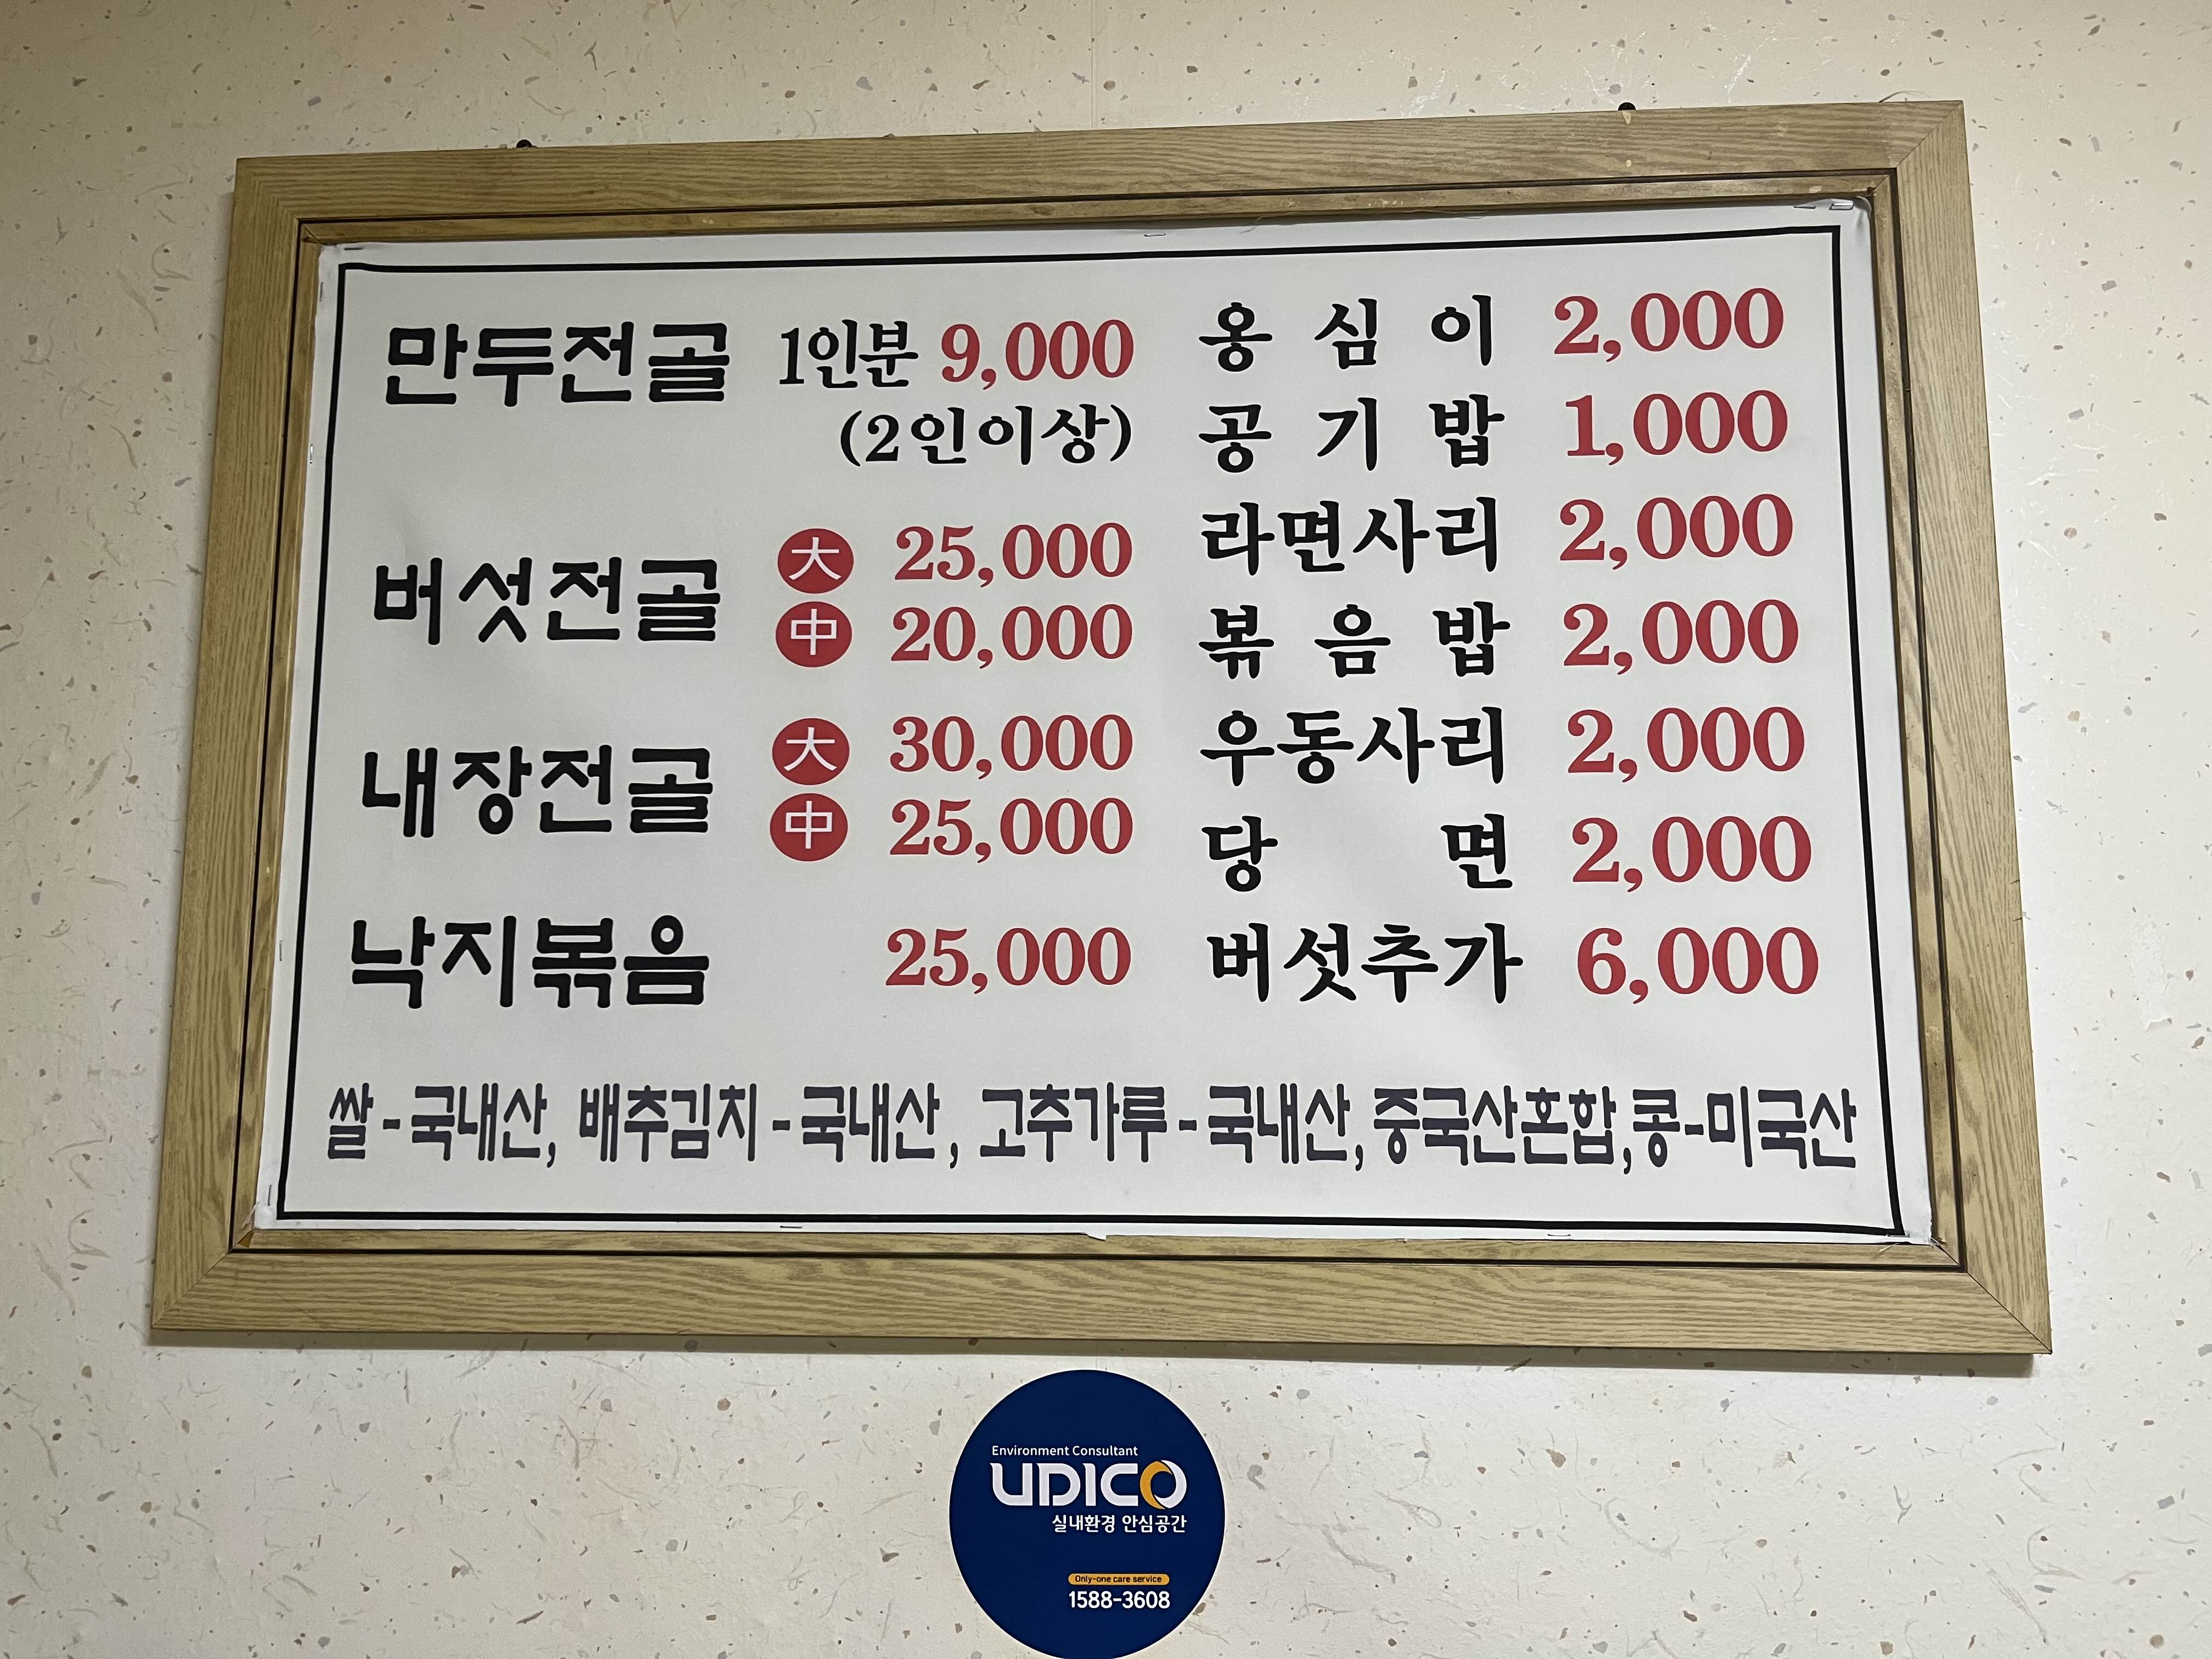 만두전골 1인분 9,000
(2인이상)
버섯전골 大 25,000
中 20,000
내장전골 大 30,000
中 25,000
낙지볶음 25,000
옹심이 2,000
공기밥 1,000
라면사리 2,000
볶음밥 2,000
우동사리 2,000
당면 2,000
버섯추가 6,000
쌀-국내산, 배추김치-국내산, 고추가루-국내산,중국산혼합,콩-미국산
Environment Consultant
UDICO
실내환경 안심공간
Only-one care service
1588-3608